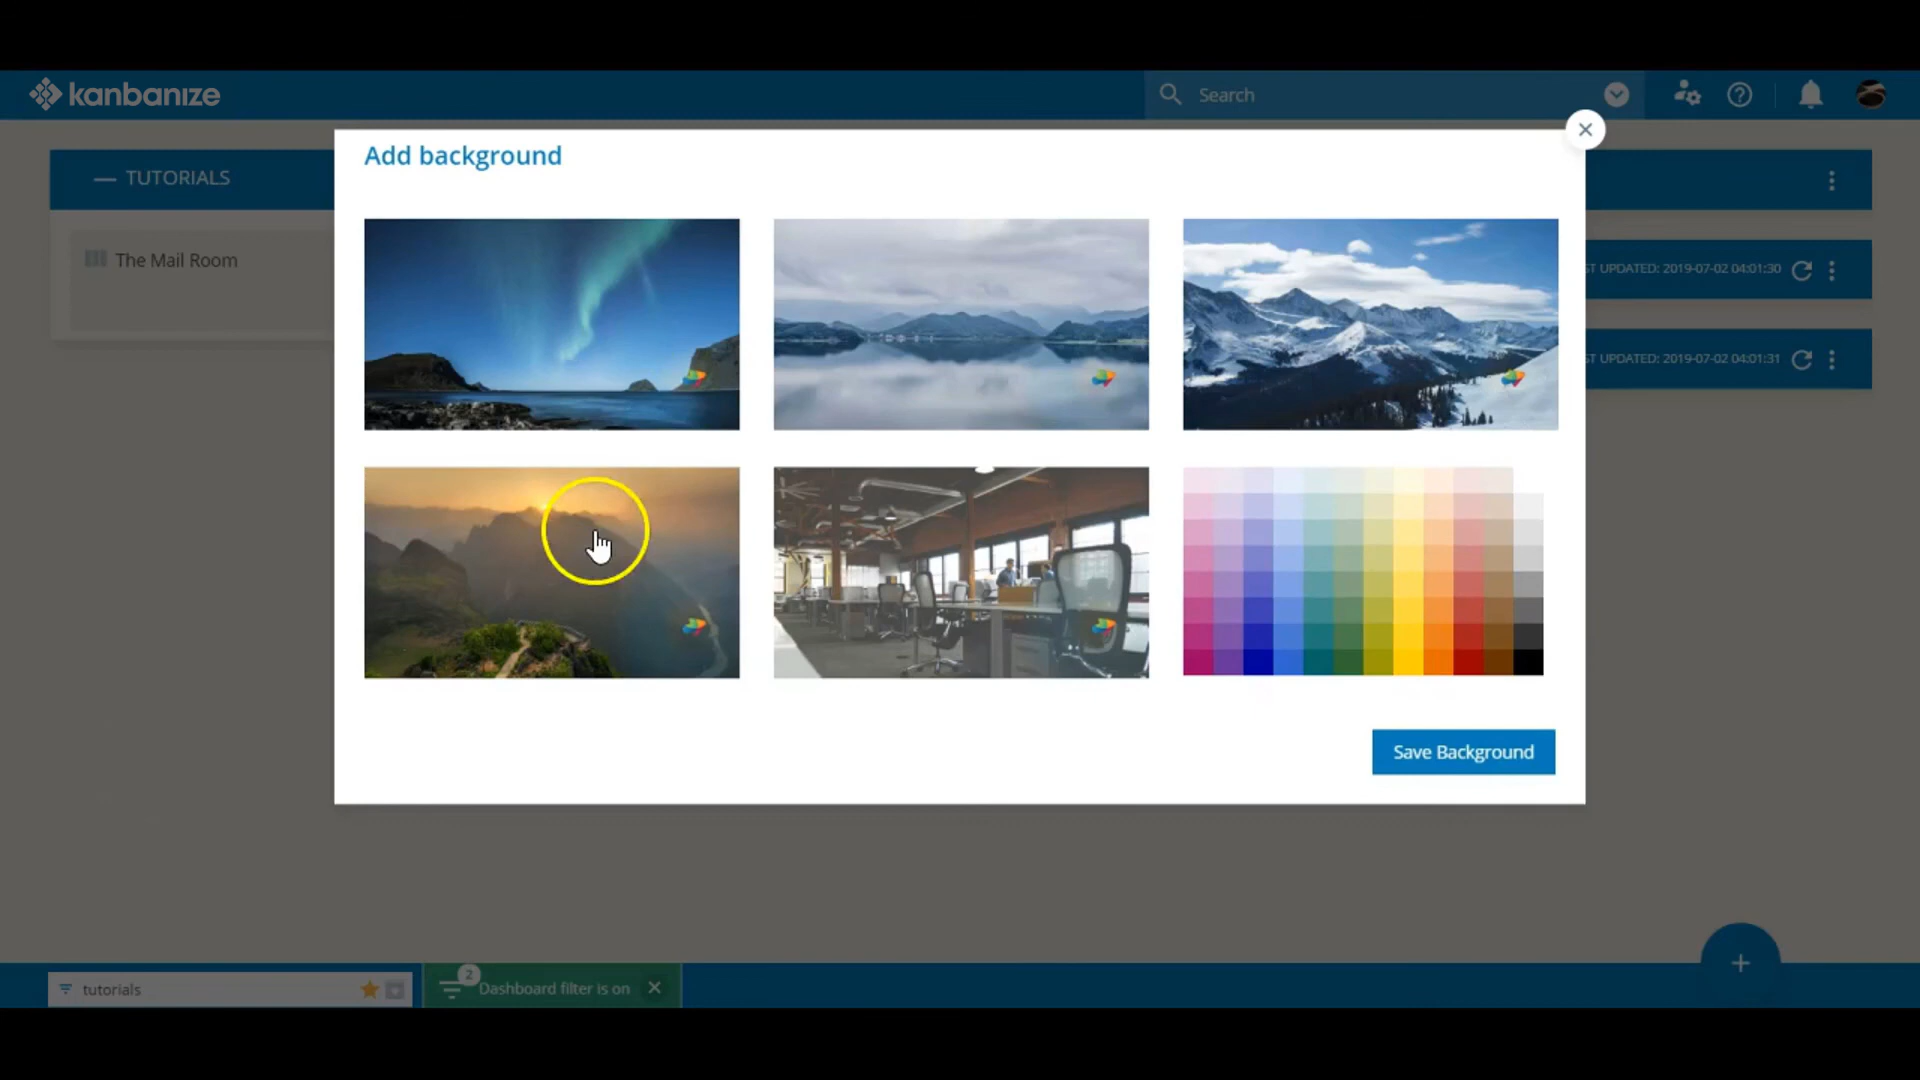 kanbanize
Search
Add background
TUTORIALS
The Mail Room
UPDATED: 2019-07-02 04:01:30
UPDATED: 2019-07-02 04:01:31
Save Background
tutorials
2
Dashboard filter is on